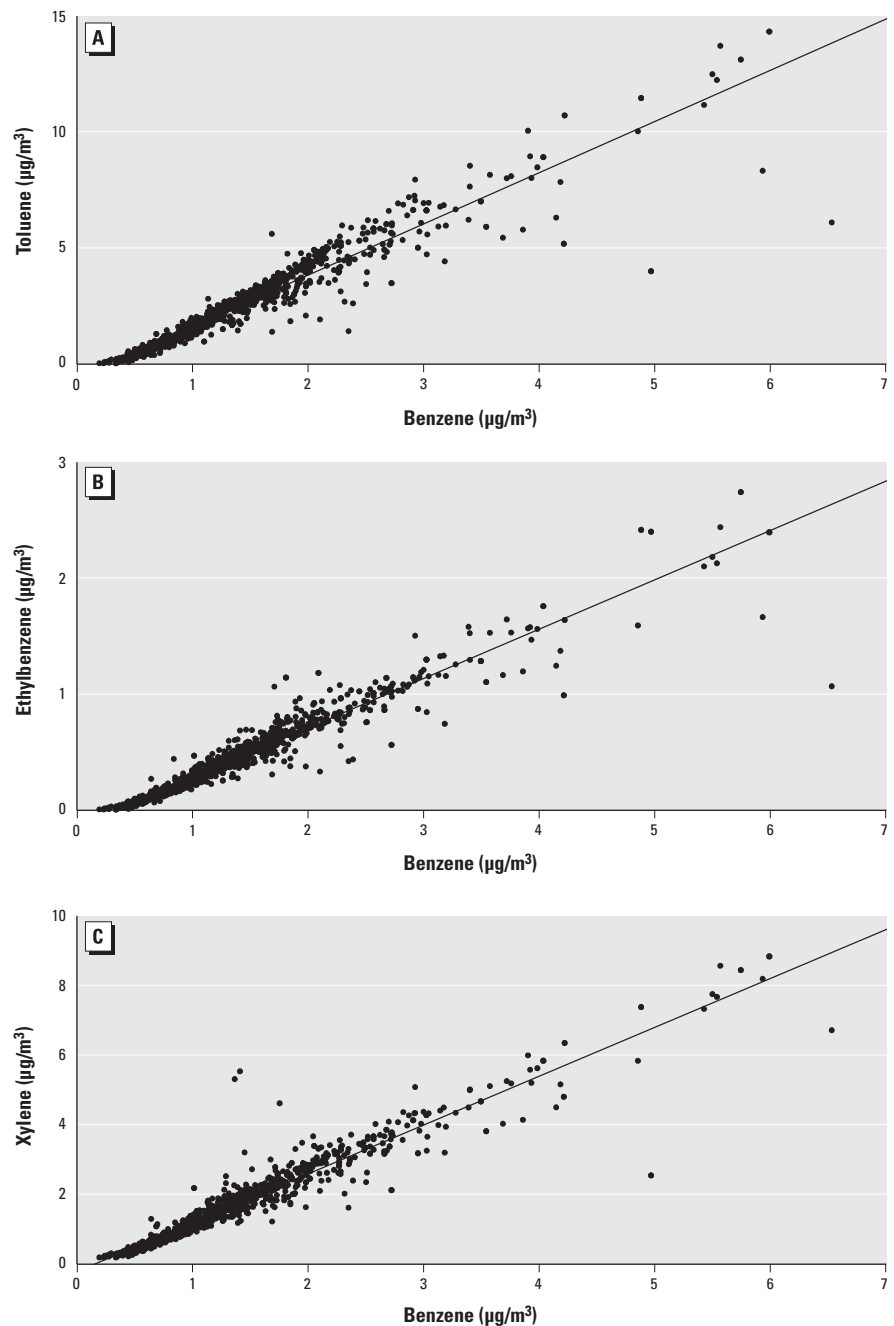 A
15
10
5
0
Toluene (µg/m³)
0 1 2 3 4 5 6 7
Benzene (µg/m³)
B
3
2
1
0
Ethylbenzene (µg/m³)
0 1 2 3 4 5 6 7
Benzene (µg/m³)
C
10
8
6
4
2
0
Xylene (µg/m³)
0 1 2 3 4 5 6 7
Benzene (µg/m³)